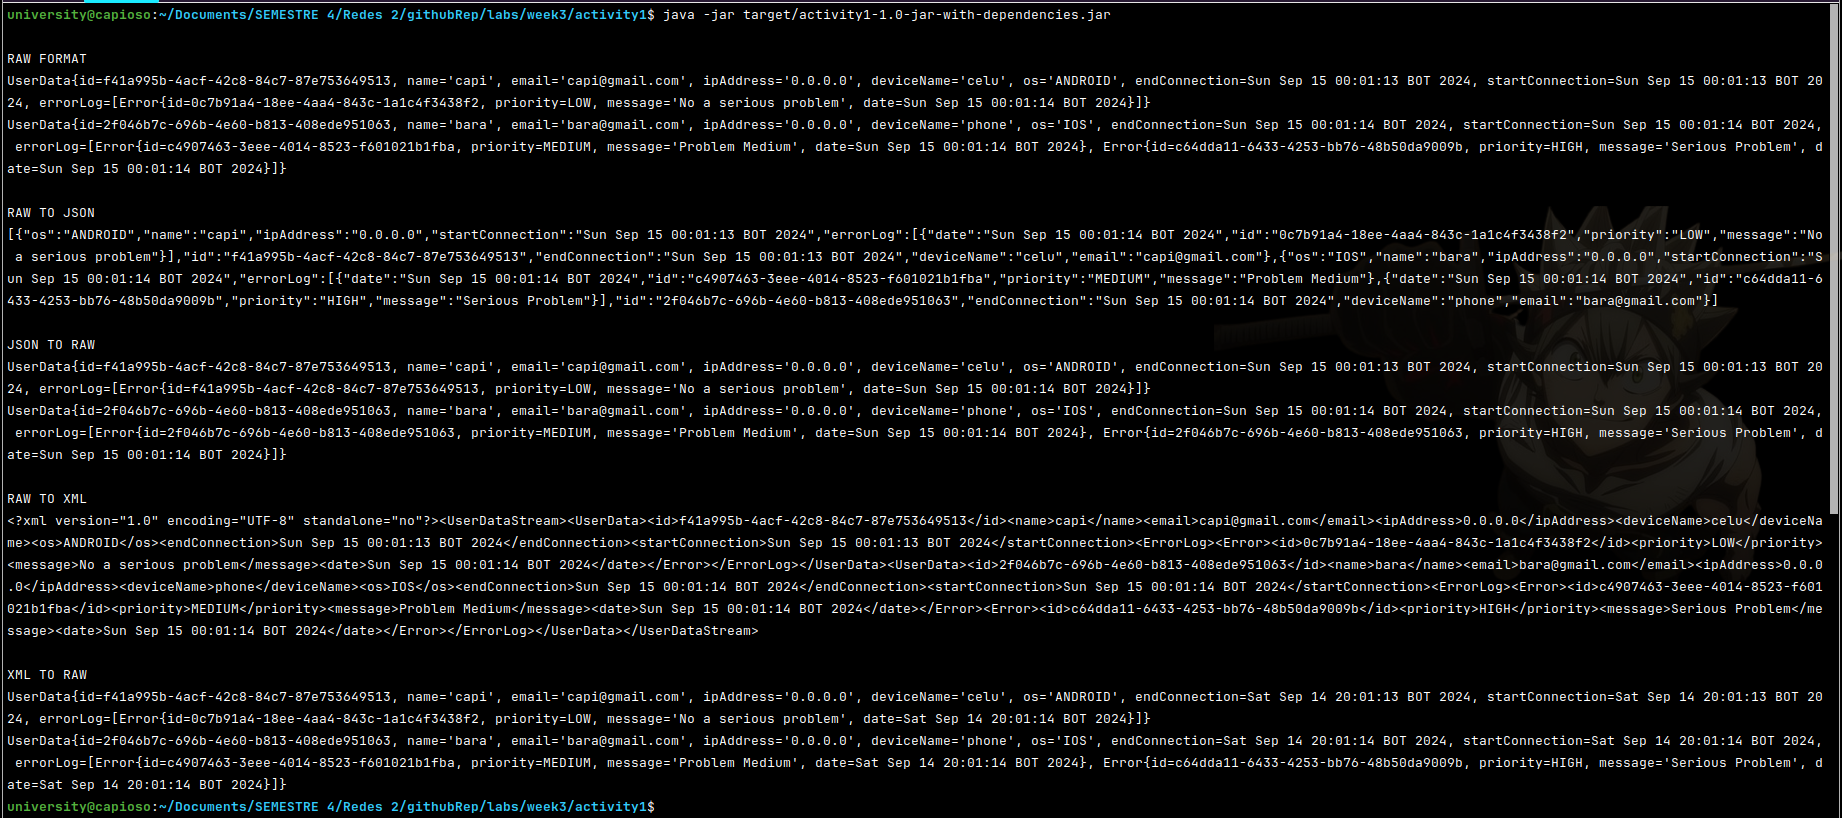 university@capioso:~/Documents/SEMESTRE 4/Redes 2/githubRep/labs/week3/activity1$ java -jar target/activity1-1.0-jar-with-dependencies.jar
RAW FORMAT
UserData{id=f41a995b-4acf-42c8-84c7-87e753649513, name='capi', email='capi@gmail.com', ipAddress='0.0.0.0', deviceName='celu', os='ANDROID', endConnection=Sun Sep 15 00:01:13 BOT 2024, startConnection=Sun Sep 15 00:01:13 BOT 20
24, errorLog=[Error{id=0c7b91a4-18ee-4aa4-843c-1a1c4f3438f2, priority=LOW, message='No a serious problem', date=Sun Sep 15 00:01:14 BOT 2024}]}
UserData{id=2f046b7c-696b-4e60-b813-408ede951063, name='bara', email='bara@gmail.com', ipAddress='0.0.0.0', deviceName='phone', os='IOS', endConnection=Sun Sep 15 00:01:14 BOT 2024, startConnection=Sun Sep 15 00:01:14 BOT 2024,
 errorLog=[Error{id=c4907463-3eee-4014-8523-f601021b1fba, priority=MEDIUM, message='Problem Medium', date=Sun Sep 15 00:01:14 BOT 2024}, Error{id=c64dda11-6433-4253-bb76-48b50da9009b, priority=HIGH, message='Serious Problem', d
ate=Sun Sep 15 00:01:14 BOT 2024}]}
RAW TO JSON
[{"os":"ANDROID","name":"capi","ipAddress":"0.0.0.0","startConnection":"Sun Sep 15 00:01:13 BOT 2024","errorLog":[{"date":"Sun Sep 15 00:01:14 BOT 2024","id":"0c7b91a4-18ee-4aa4-843c-1a1c4f3438f2","priority":"LOW","message":"No
 a serious problem"}],"id":"f41a995b-4acf-42c8-84c7-87e753649513","endConnection":"Sun Sep 15 00:01:13 BOT 2024","deviceName":"celu","email":"capi@gmail.com"},{"os":"IOS","name":"bara","ipAddress":"0.0.0.0","startConnection":"S
un Sep 15 00:01:14 BOT 2024","errorLog":[{"date":"Sun Sep 15 00:01:14 BOT 2024","id":"c4907463-3eee-4014-8523-f601021b1fba","priority":"MEDIUM","message":"Problem Medium"},{"date":"Sun Sep 15 00:01:14 BOT 2024","id":"c64dda11-6
433-4253-bb76-48b50da9009b","priority":"HIGH","message":"Serious Problem"}],"id":"2f046b7c-696b-4e60-b813-408ede951063","endConnection":"Sun Sep 15 00:01:14 BOT 2024","deviceName":"phone","email":"bara@gmail.com"}]
JSON TO RAW
UserData{id=f41a995b-4acf-42c8-84c7-87e753649513, name='capi', email='capi@gmail.com', ipAddress='0.0.0.0', deviceName='celu', os='ANDROID', endConnection=Sun Sep 15 00:01:13 BOT 2024, startConnection=Sun Sep 15 00:01:13 BOT 20
24, errorLog=[Error{id=f41a995b-4acf-42c8-84c7-87e753649513, priority=LOW, message='No a serious problem', date=Sun Sep 15 00:01:14 BOT 2024}]}
UserData{id=2f046b7c-696b-4e60-b813-408ede951063, name='bara', email='bara@gmail.com', ipAddress='0.0.0.0', deviceName='phone', os='IOS', endConnection=Sun Sep 15 00:01:14 BOT 2024, startConnection=Sun Sep 15 00:01:14 BOT 2024,
 errorLog=[Error{id=2f046b7c-696b-4e60-b813-408ede951063, priority=MEDIUM, message='Problem Medium', date=Sun Sep 15 00:01:14 BOT 2024}, Error{id=2f046b7c-696b-4e60-b813-408ede951063, priority=HIGH, message='Serious Problem', d
ate=Sun Sep 15 00:01:14 BOT 2024}]}
RAW TO XML
<?xml version="1.0" encoding="UTF-8" standalone="no"?><UserDataStream><UserData><id>f41a995b-4acf-42c8-84c7-87e753649513</id><name>capi</name><email>capi@gmail.com</email><ipAddress>0.0.0.0</ipAddress><deviceName>celu</deviceNa
me><os>ANDROID</os><endConnection>Sun Sep 15 00:01:13 BOT 2024</endConnection><startConnection>Sun Sep 15 00:01:13 BOT 2024</startConnection><ErrorLog><Error><id>0c7b91a4-18ee-4aa4-843c-1a1c4f3438f2</id><priority>LOW</priority>
<message>No a serious problem</message><date>Sun Sep 15 00:01:14 BOT 2024</date></Error></ErrorLog></UserData><UserData><id>2f046b7c-696b-4e60-b813-408ede951063</id><name>bara</name><email>bara@gmail.com</email><ipAddress>0.0.0
.0</ipAddress><deviceName>phone</deviceName><os>IOS</os><endConnection>Sun Sep 15 00:01:14 BOT 2024</endConnection><startConnection>Sun Sep 15 00:01:14 BOT 2024</startConnection><ErrorLog><Error><id>c4907463-3eee-4014-8523-f601
021b1fba</id><priority>MEDIUM</priority><message>Problem Medium</message><date>Sun Sep 15 00:01:14 BOT 2024</date></Error><Error><id>c64dda11-6433-4253-bb76-48b50da9009b</id><priority>HIGH</priority><message>Serious Problem</me
ssage><date>Sun Sep 15 00:01:14 BOT 2024</date></Error></ErrorLog></UserData></UserDataStream>
XML TO RAW
UserData{id=f41a995b-4acf-42c8-84c7-87e753649513, name='capi', email='capi@gmail.com', ipAddress='0.0.0.0', deviceName='celu', os='ANDROID', endConnection=Sat Sep 14 20:01:13 BOT 2024, startConnection=Sat Sep 14 20:01:13 BOT 20
24, errorLog=[Error{id=0c7b91a4-18ee-4aa4-843c-1a1c4f3438f2, priority=LOW, message='No a serious problem', date=Sat Sep 14 20:01:14 BOT 2024}]}
UserData{id=2f046b7c-696b-4e60-b813-408ede951063, name='bara', email='bara@gmail.com', ipAddress='0.0.0.0', deviceName='phone', os='IOS', endConnection=Sat Sep 14 20:01:14 BOT 2024, startConnection=Sat Sep 14 20:01:14 BOT 2024,
 errorLog=[Error{id=c4907463-3eee-4014-8523-f601021b1fba, priority=MEDIUM, message='Problem Medium', date=Sat Sep 14 20:01:14 BOT 2024}, Error{id=c64dda11-6433-4253-bb76-48b50da9009b, priority=HIGH, message='Serious Problem', d
ate=Sat Sep 14 20:01:14 BOT 2024}]}
university@capioso:~/Documents/SEMESTRE 4/Redes 2/githubRep/labs/week3/activity1$